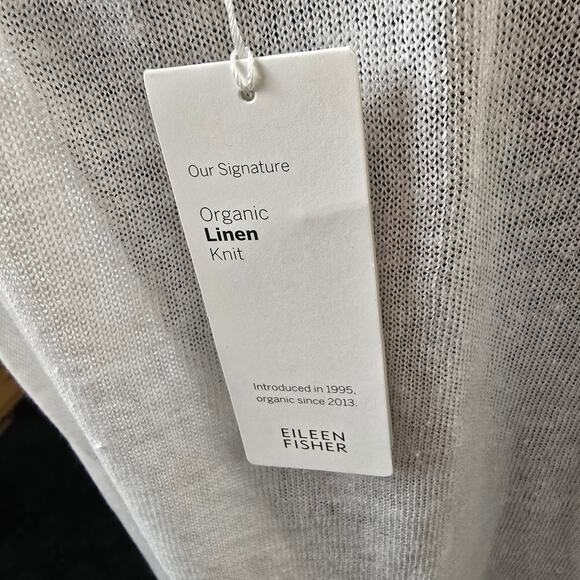 Our Signature
Organic
Linen
Knit
Introduced in 1995,
organic since 2013.
EILEEN
FISHER